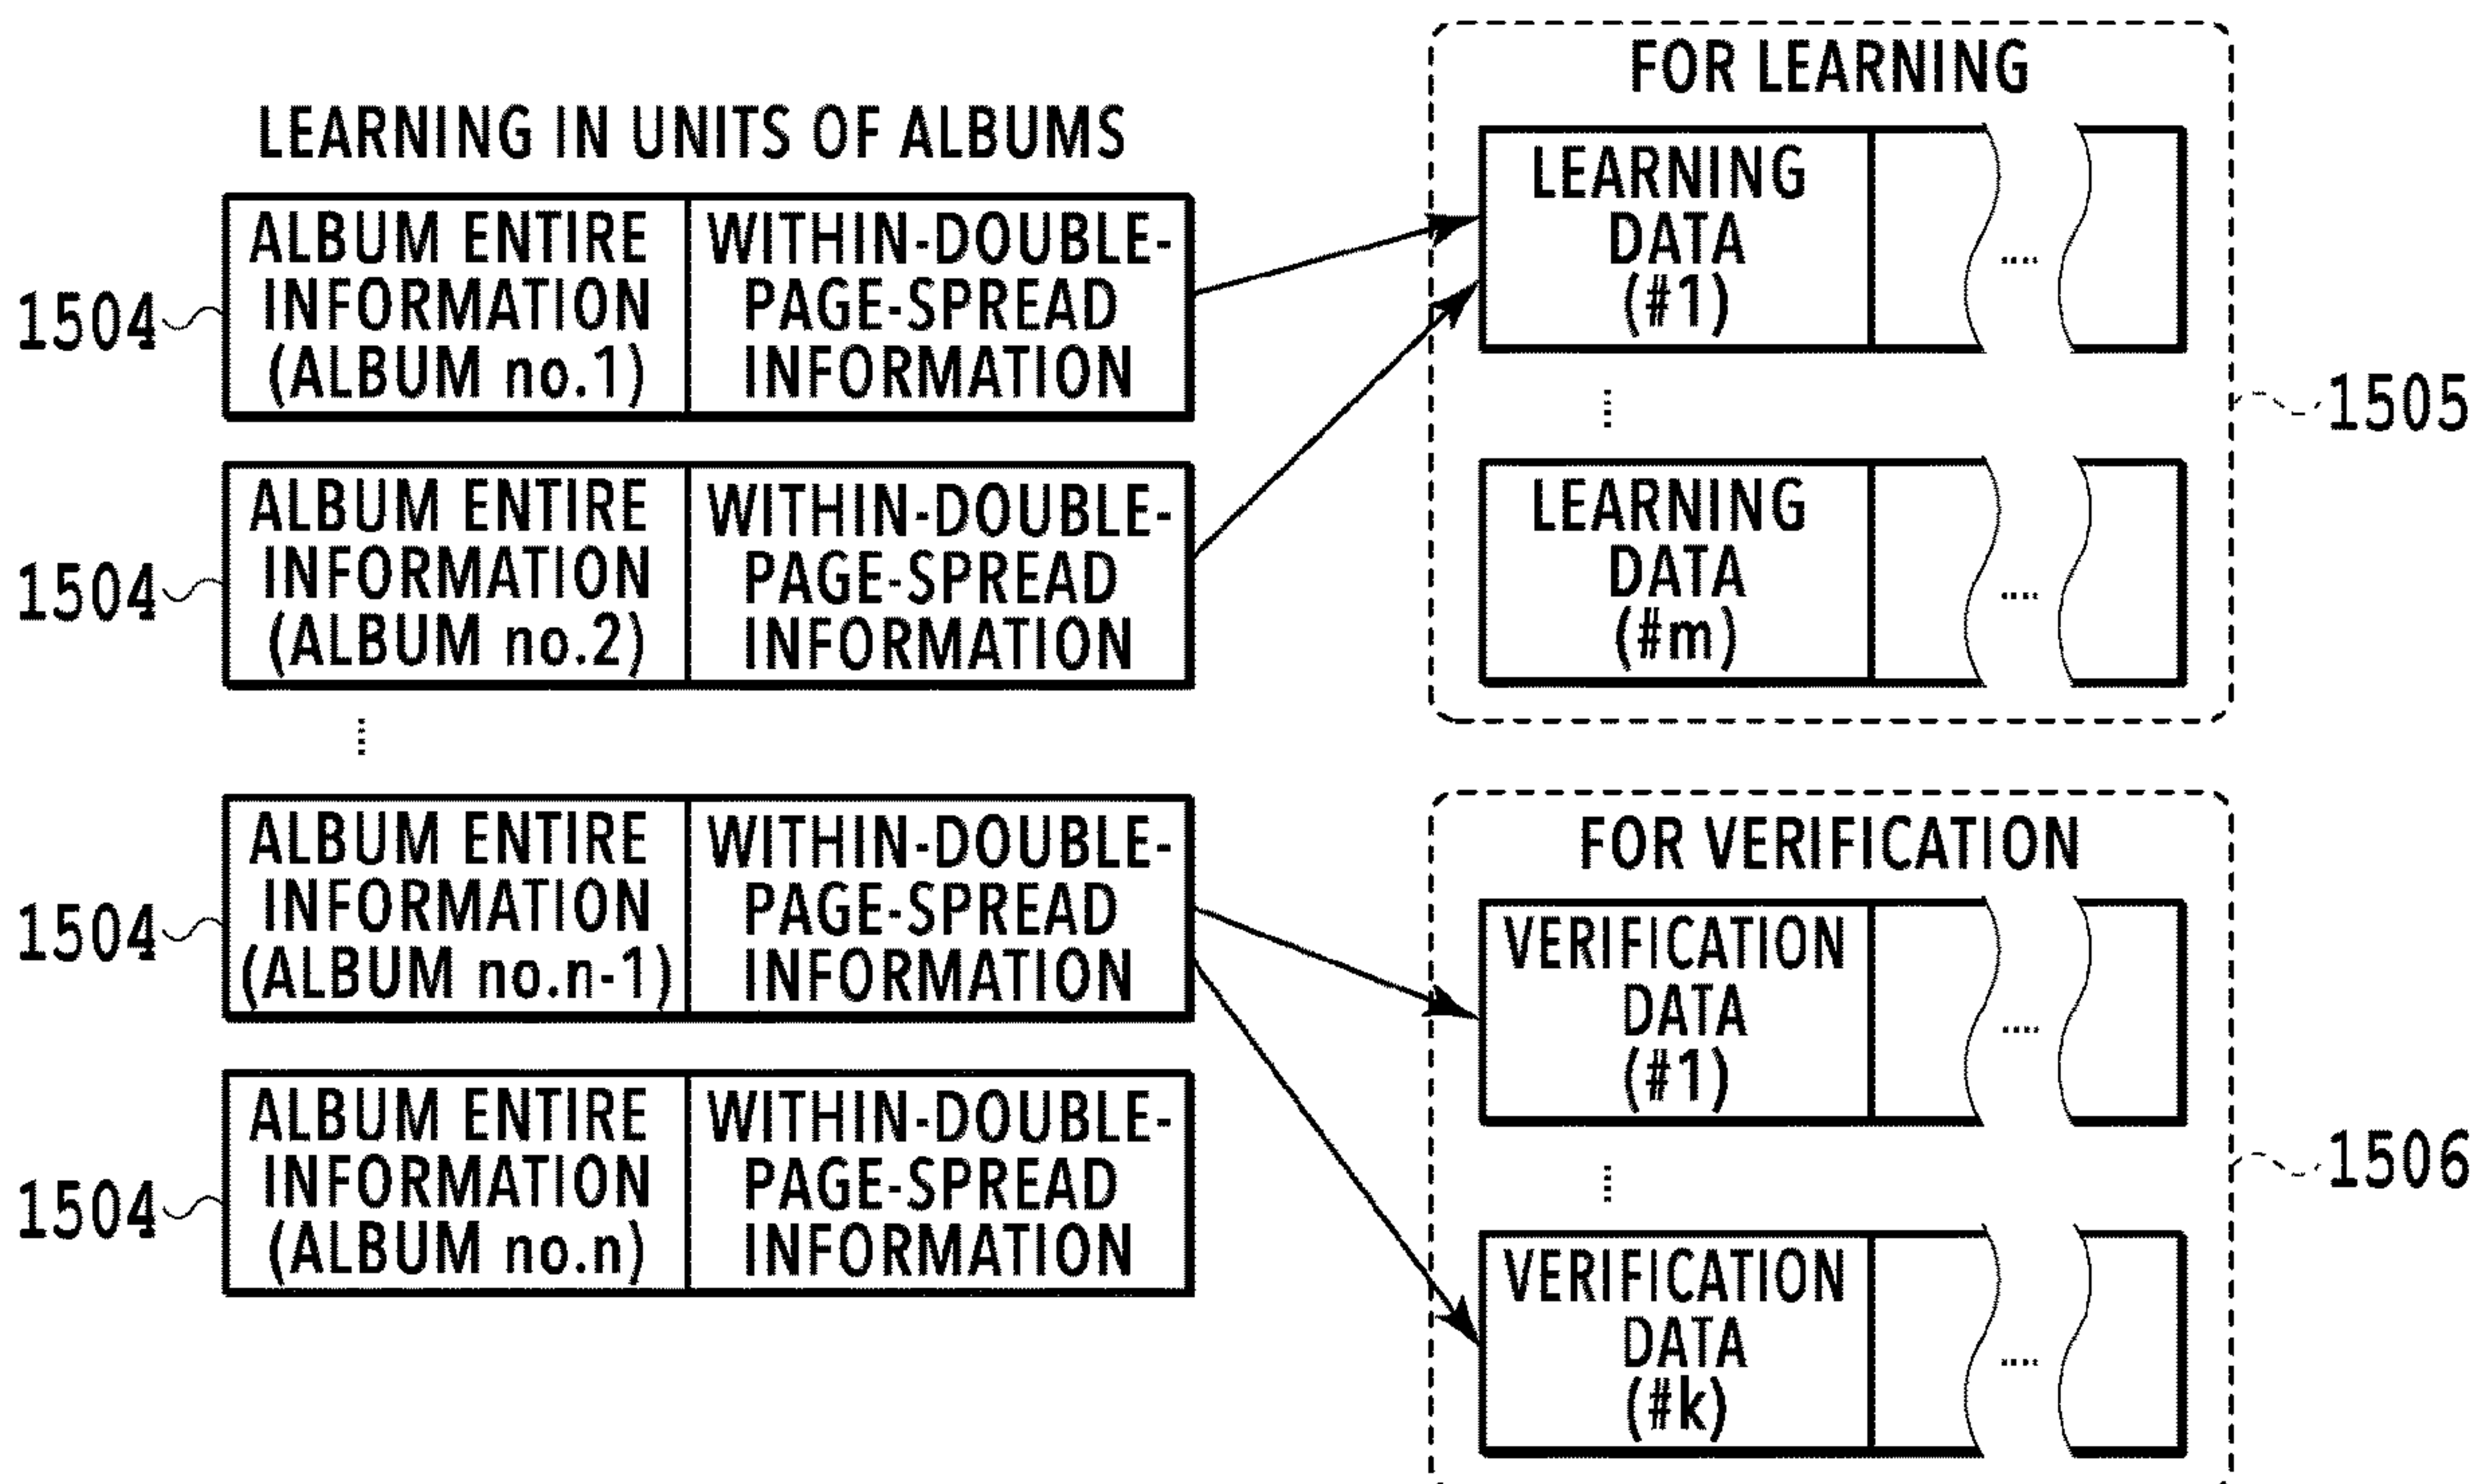 LEARNING IN UNITS OF ALBUMS
1504
ALBUM ENTIRE
INFORMATION
(ALBUM no.1)
WITHIN-DOUBLE-
PAGE-SPREAD
INFORMATION
1504
ALBUM ENTIRE
INFORMATION
(ALBUM no.2)
WITHIN-DOUBLE-
PAGE-SPREAD
INFORMATION
....
1504
ALBUM ENTIRE
INFORMATION
(ALBUM no.n-1)
WITHIN-DOUBLE-
PAGE-SPREAD
INFORMATION
1504
ALBUM ENTIRE
INFORMATION
(ALBUM no.n)
WITHIN-DOUBLE-
PAGE-SPREAD
INFORMATION
FOR LEARNING
LEARNING
DATA
(#1)
....
....
LEARNING
DATA
(#m)
....
1505
FOR VERIFICATION
VERIFICATION
DATA
(#1)
....
....
VERIFICATION
DATA
(#k)
....
1506